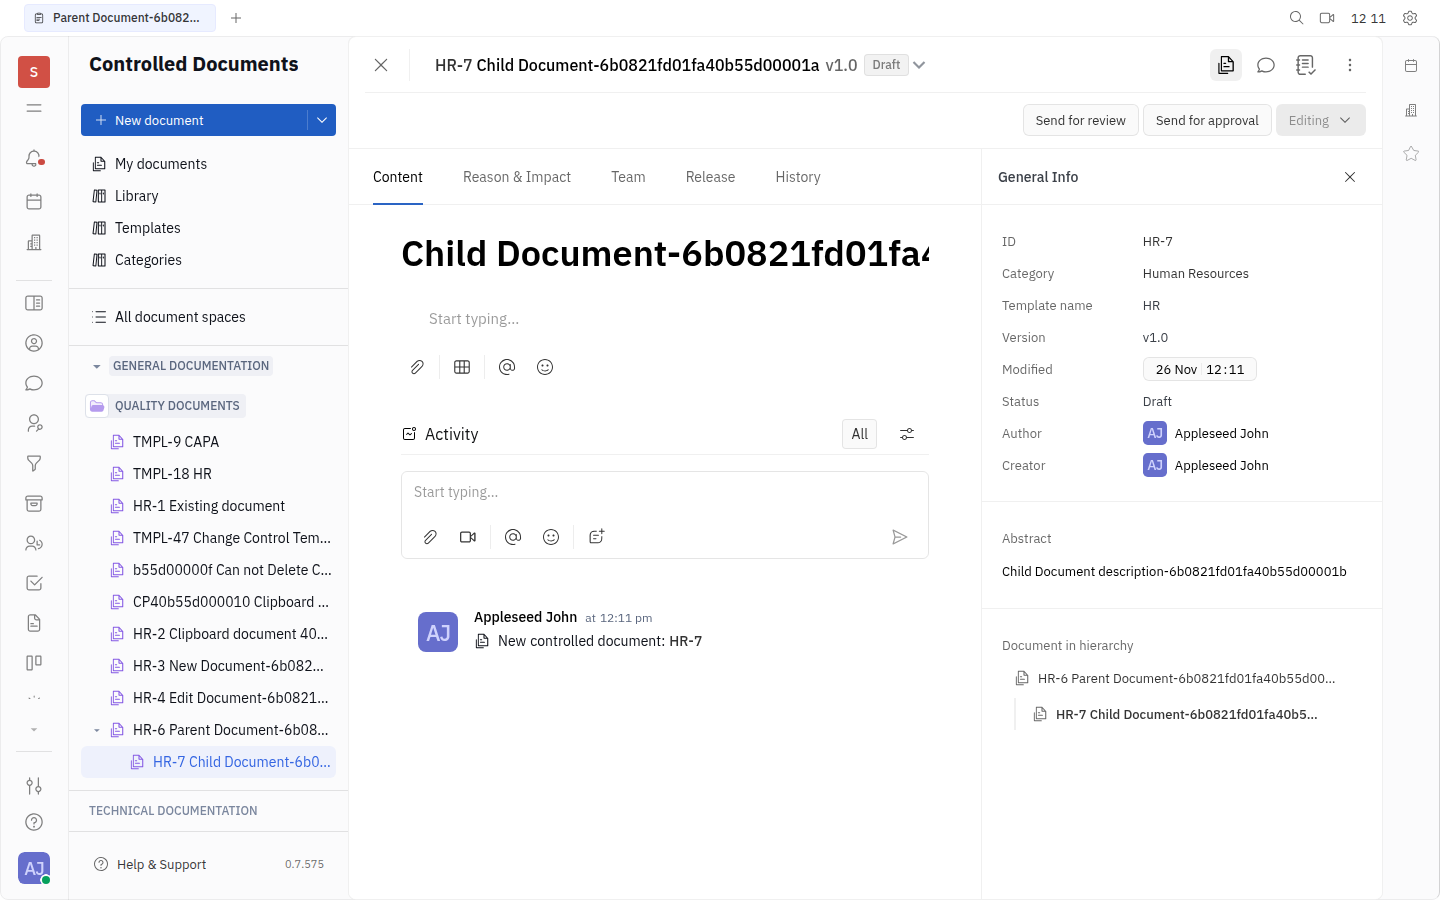 Parent Document-6b082...
12 11
S
Controlled Documents
New document
My documents
Library
Templates
Categories
All document spaces
GENERAL DOCUMENTATION
QUALITY DOCUMENTS
TMPL-9 CAPA
TMPL-18 HR
HR-1 Existing document
TMPL-47 Change Control Tem...
b55d00000f Can not Delete C...
CP40b55d000010 Clipboard ...
HR-2 Clipboard document 40...
HR-3 New Document-6b082...
HR-4 Edit Document-6b0821...
HR-6 Parent Document-6b08...
HR-7 Child Document-6b0...
TECHNICAL DOCUMENTATION
Help & Support
0.7.575
AJ
HR-7 Child Document-6b0821fd01fa40b55d00001a v1.0 Draft
Send for review
Send for approval
Editing
Content
Reason & Impact
Team
Release
History
Child Document-6b0821fd01fa4
Start typing...
Activity
All
Start typing...
AJ
Appleseed John at 12:11 pm
New controlled document: HR-7
General Info
ID HR-7
Category Human Resources
Template name HR
Version v1.0
Modified 26 Nov 12:11
Status Draft
Author AJ Appleseed John
Creator AJ Appleseed John
Abstract
Child Document description-6b0821fd01fa40b55d00001b
Document in hierarchy
HR-6 Parent Document-6b0821fd01fa40b55d00...
HR-7 Child Document-6b0821fd01fa40b5...